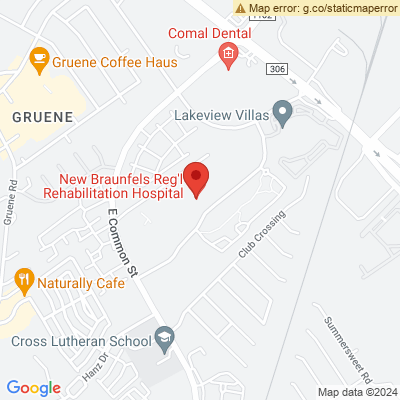 Map error: g.co/staticmaperror
1102
Comal Dental
Gruene Coffee Haus
306
GRUENE
Lakeview Villas
New Braunfels Reg'l
Rehabilitation Hospital
Gruene Rd
E Common St
Club Crossing
Naturally Cafe
Cross Lutheran School
Hanz Dr
Summersweet Rd
Google
Map data ©2024